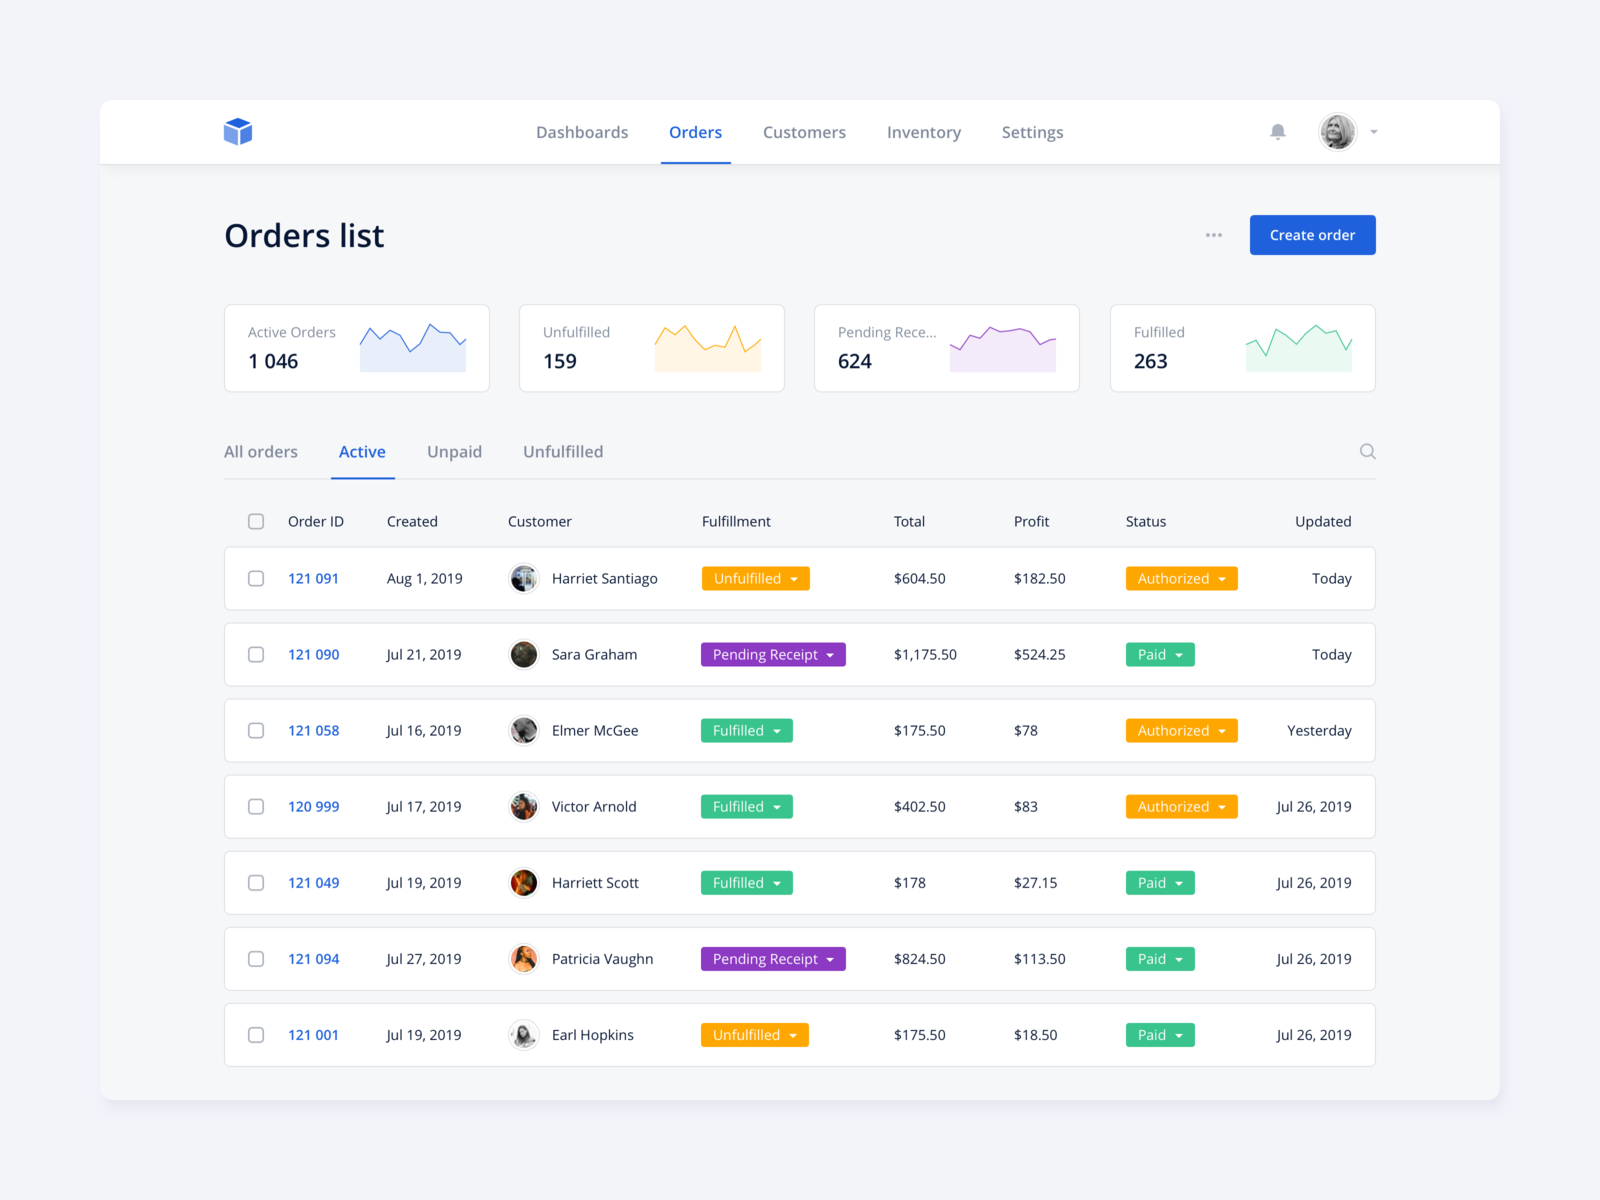 Dashboards Orders Customers Inventory Settings
Orders list
Create order
Active Orders
1 046
Unfulfilled
159
Pending Rece...
624
Fulfilled
263
All orders Active Unpaid Unfulfilled
Order ID Created Customer Fulfillment Total Profit Status Updated
121 091 Aug 1, 2019 Harriet Santiago Unfulfilled $604.50 $182.50 Authorized Today
121 090 Jul 21, 2019 Sara Graham Pending Receipt $1,175.50 $524.25 Paid Today
121 058 Jul 16, 2019 Elmer McGee Fulfilled $175.50 $78 Authorized Yesterday
120 999 Jul 17, 2019 Victor Arnold Fulfilled $402.50 $83 Authorized Jul 26, 2019
121 049 Jul 19, 2019 Harriett Scott Fulfilled $178 $27.15 Paid Jul 26, 2019
121 094 Jul 27, 2019 Patricia Vaughn Pending Receipt $824.50 $113.50 Paid Jul 26, 2019
121 001 Jul 19, 2019 Earl Hopkins Unfulfilled $175.50 $18.50 Paid Jul 26, 2019